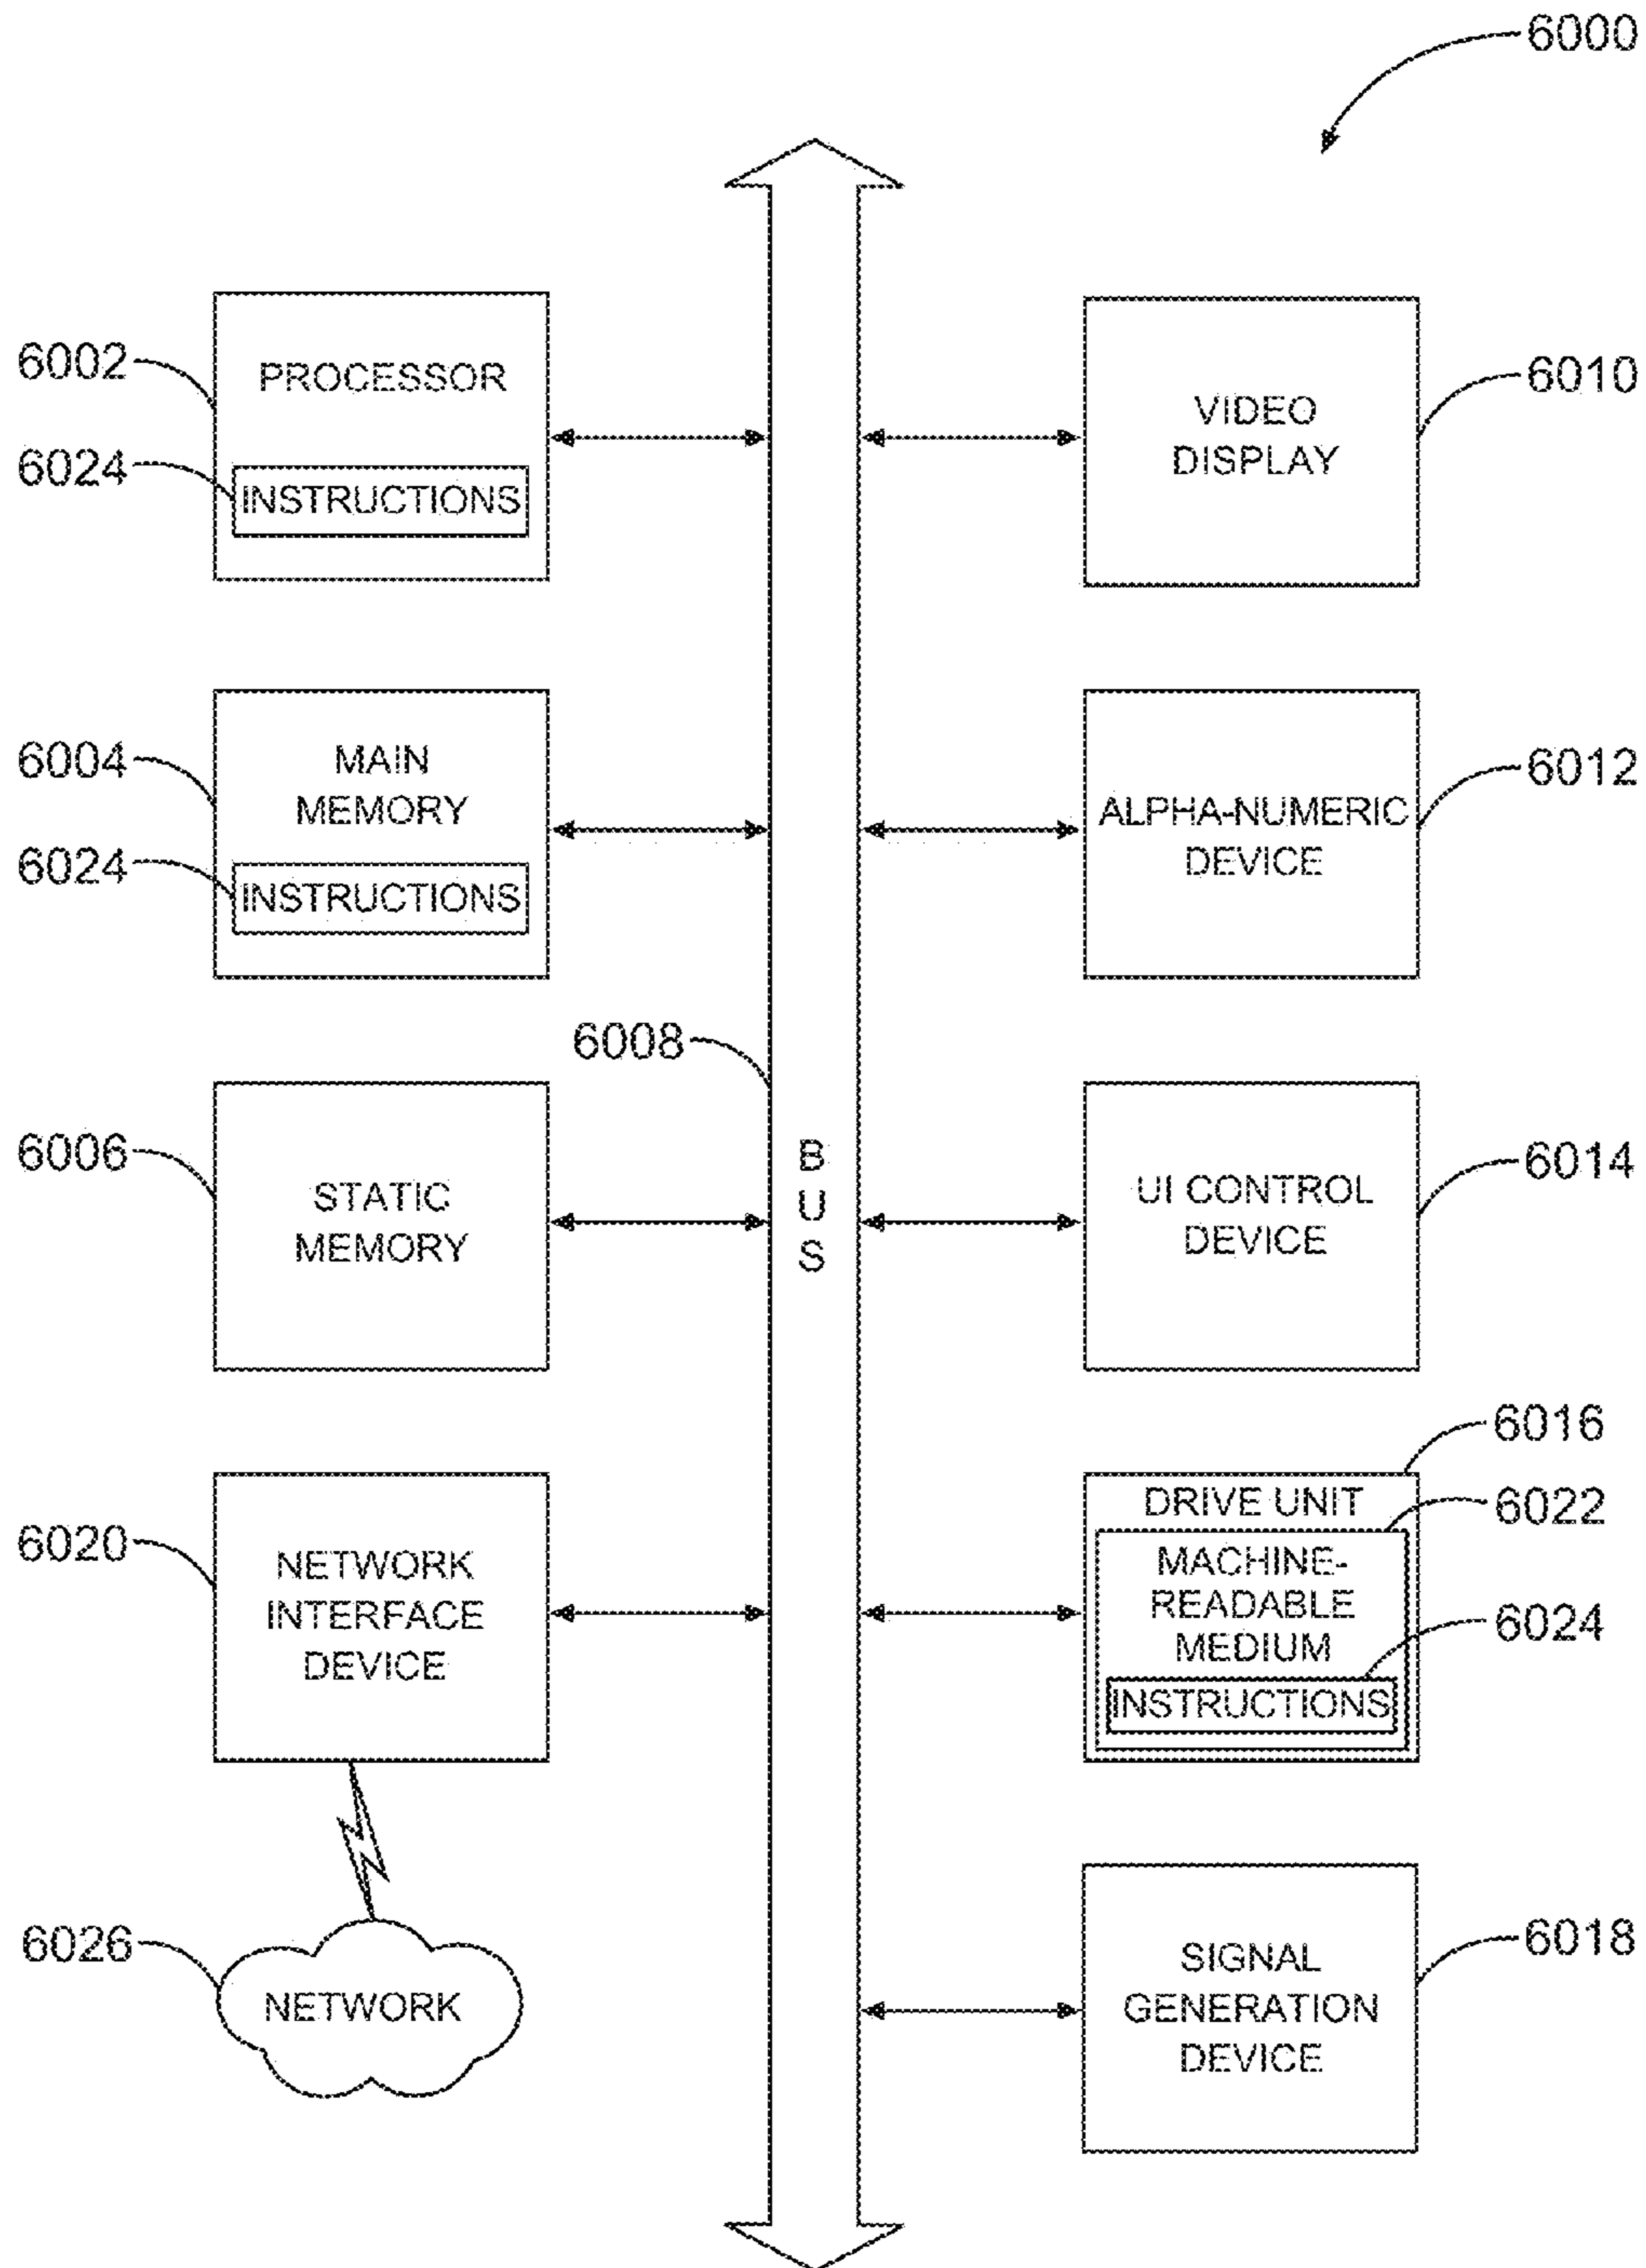 6000
6002
PROCESSOR
6024
INSTRUCTIONS
6010
VIDEO
DISPLAY
6004
MAIN
MEMORY
6024
INSTRUCTIONS
6012
ALPHA-NUMERIC
DEVICE
6008
B
U
S
6006
STATIC
MEMORY
6014
UI CONTROL
DEVICE
6020
NETWORK
INTERFACE
DEVICE
6016
DRIVE UNIT
6022
MACHINE-
READABLE
MEDIUM
6024
INSTRUCTIONS
6026
NETWORK
6018
SIGNAL
GENERATION
DEVICE